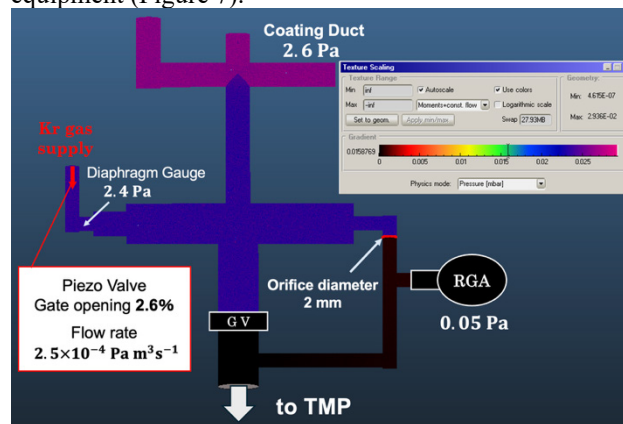 equipment (Figure 7).
Coating Duct
2.6 Pa
Texture Scaling
Texture Range
Min inf
Autoscale
Use colors
Max -inf
Moments+const. flow
Logarithmic scale
Set to geom.
Apply min/max
Swap 27.93MB
Geometry:
Min: 4.615E-07
Max: 2.936E-02
Gradient
0.0158769
0 0.005 0.01 0.015 0.02 0.025
Physics mode: Pressure [mbar]
Kr gas
supply
Diaphragm Gauge
2.4 Pa
Piezo Valve
Gate opening 2.6%
Flow rate
2.5×10⁻⁴ Pa m³s⁻¹
Orifice diameter
2 mm
RGA
0.05 Pa
G V
to TMP